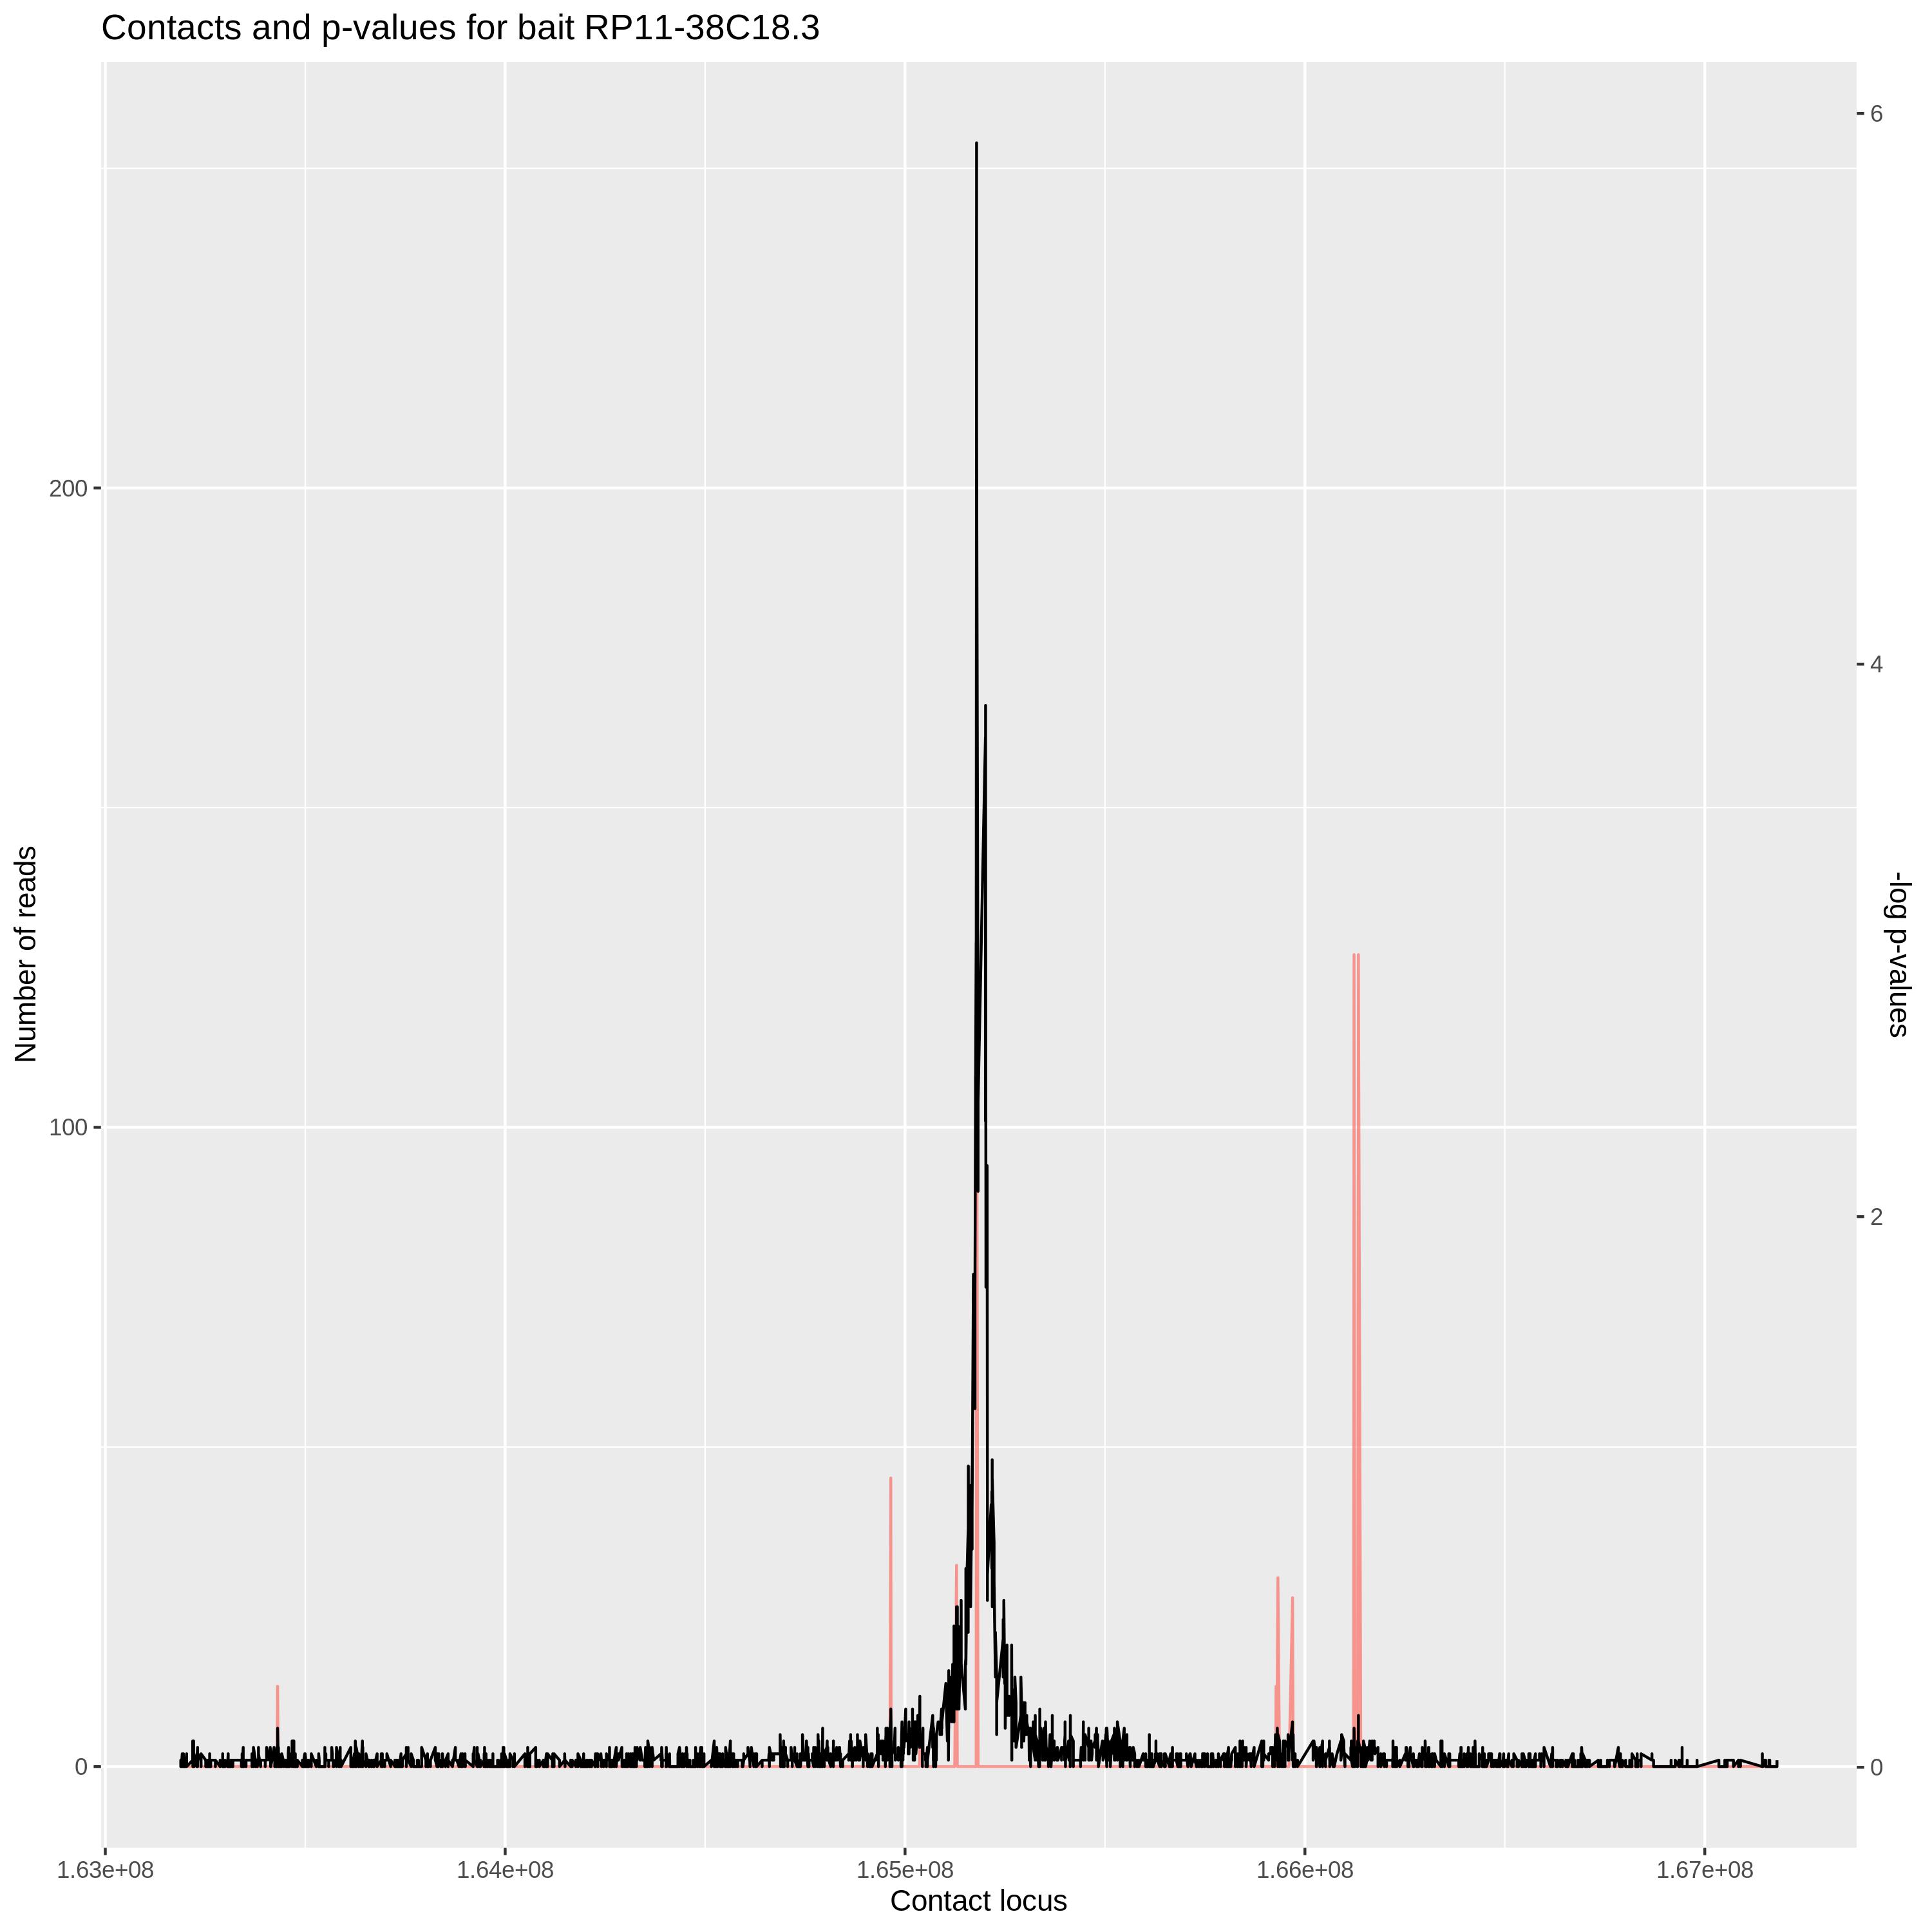 Contacts and p-values for bait RP11-38C18.3
6
200
4
Number of reads
-log p-values
100
2
0
0
1.63e+08
1.64e+08
1.65e+08
1.66e+08
1.67e+08
Contact locus